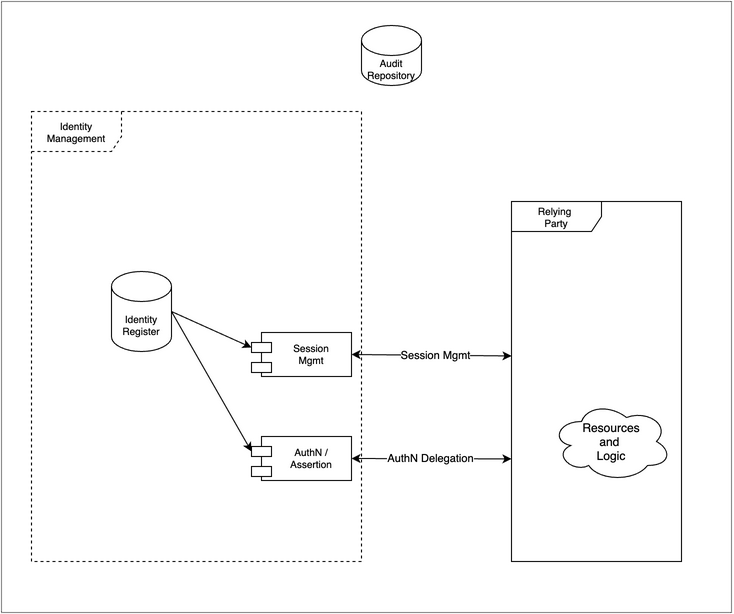 Audit
Repository
Identity
Management
Relying
Party
Identity
Register
Session
Mgmt
Session Mgmt
AuthN /
Assertion
AuthN Delegation
Resources
and
Logic